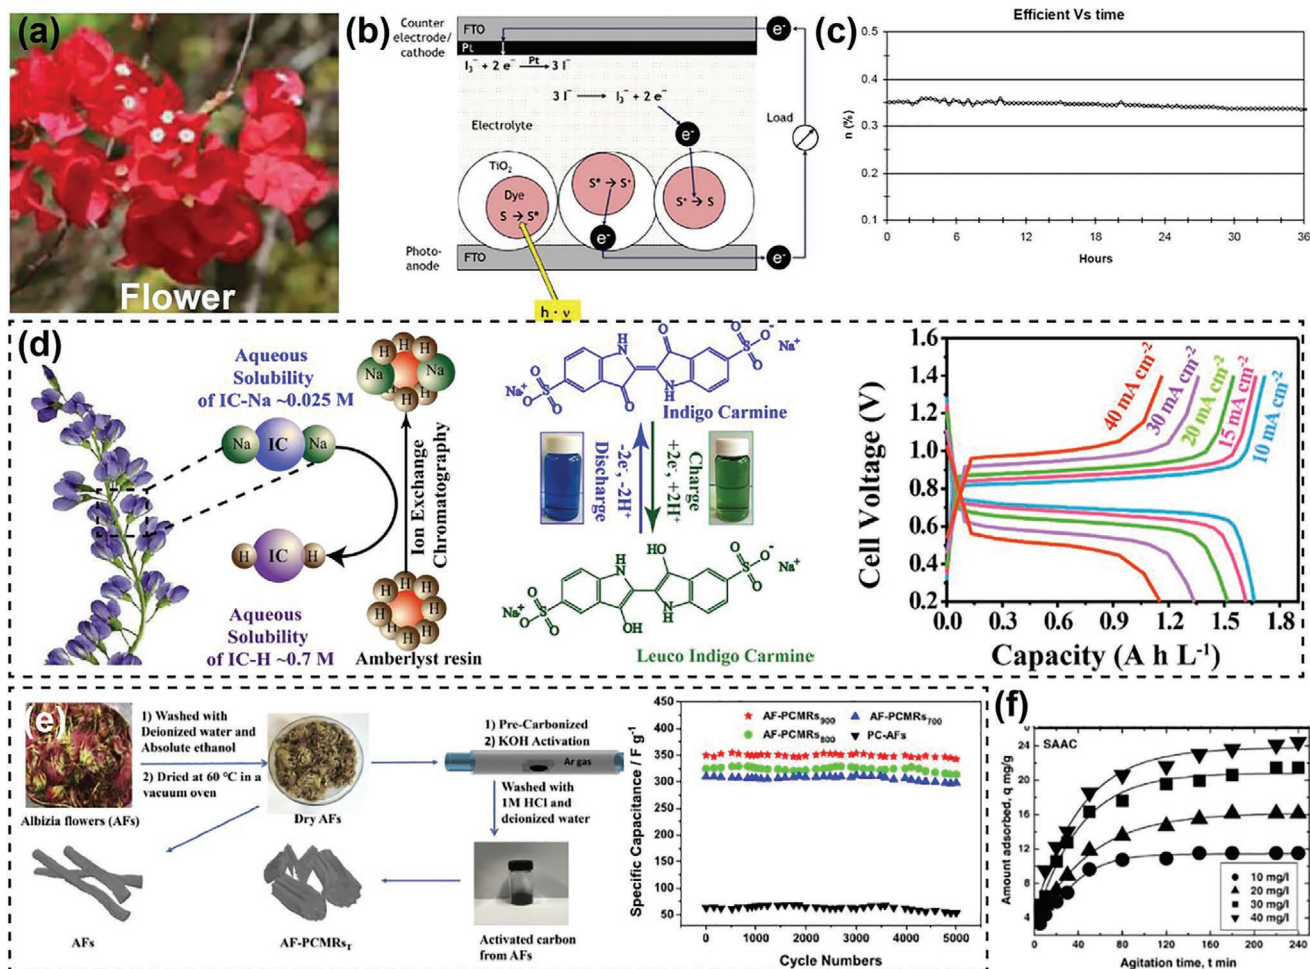 (a)
Flower
(b)
Counter
electrode/
cathode
FTO
Pt
I₃⁻ + 2 e⁻ Pt 3 I⁻
3 I⁻ I₃⁻ + 2 e⁻
Electrolyte
TiO₂
Dye
S → S*
S* → S⁺
S⁺ → S
e⁻
e⁻
e⁻
e⁻
Load
Photo-
anode
FTO
h · ν
(c)
Efficient Vs time
n (%)
0.5
0.4
0.3
0.2
0.1
0 6 12 18 24 30 36
Hours
(d)
Aqueous
Solubility
of IC-Na ~0.025 M
Na IC Na
H IC H
Aqueous
Solubility
of IC-H ~0.7 M
H H H
Na Na
H H
Ion Exchange
Chromatography
H H H H H H H H
Amberlyst resin
Na⁺ O⁻ S O O N H O O H N S O O O⁻ Na⁺
Indigo Carmine
Discharge
-2e⁻, -2H⁺
Charge
+2e⁻, +2H⁺
Na⁺ O⁻ S O O N H OH HO H N S O O O⁻ Na⁺
Leuco Indigo Carmine
Cell Voltage (V)
1.6
1.4
1.2
1.0
0.8
0.6
0.4
0.2
40 mA cm⁻²
30 mA cm⁻²
20 mA cm⁻²
15 mA cm⁻²
10 mA cm⁻²
0.0 0.3 0.6 0.9 1.2 1.5 1.8
Capacity (A h L⁻¹)
(e)
Albizia flowers (AFs)
1) Washed with
Deionized water and
Absolute ethanol
2) Dried at 60 °C in a
vacuum oven
Dry AFs
1) Pre-Carbonized
2) KOH Activation
Ar gas
Washed with
1M HCl and
deionized water
Activated carbon
from AFs
AF-PCMRsT
AFs
Specific Capacitance / F g⁻¹
450
400
350
300
250
200
150
100
50
AF-PCMRs₉₀₀ AF-PCMRs₇₀₀
AF-PCMRs₈₀₀ PC-AFs
0 1000 2000 3000 4000 5000
Cycle Numbers
(f)
SAAC
Amount adsorbed, q mg/g
24
20
16
12
8
4
10 mg/l
20 mg/l
30 mg/l
40 mg/l
0 40 80 120 160 200 240
Agitation time, t min